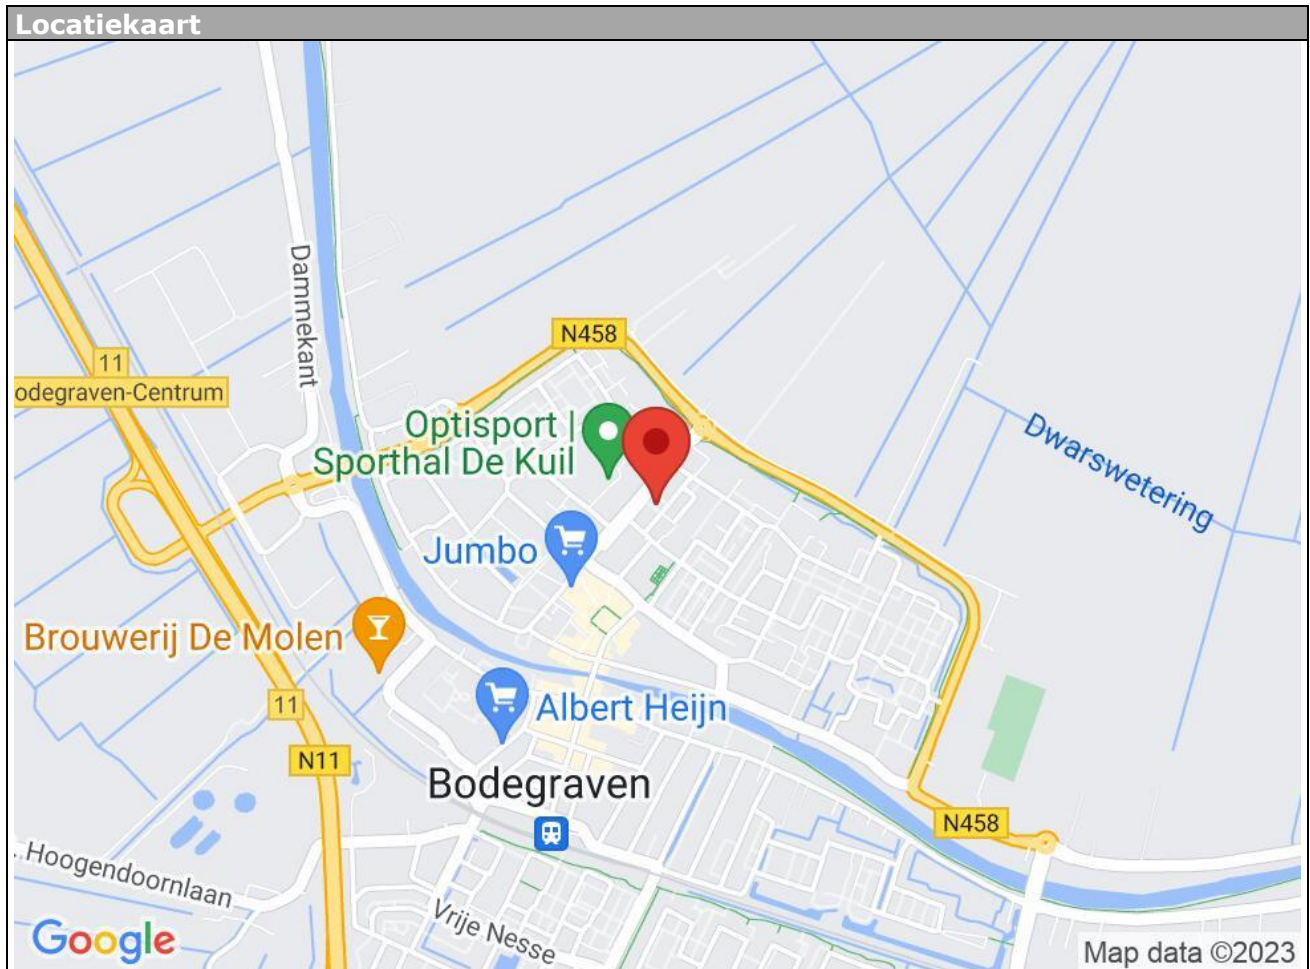 Locatiekaart
Dammekant
N458
11
odegraven-Centrum
Optisport |
Sporthal De Kuil
Dwarswetering
Jumbo
Brouwerij De Molen
11
Albert Heijn
N11
Bodegraven
N458
. Hoogendoornlaan
Vrije Nesse
Google
Map data ©2023